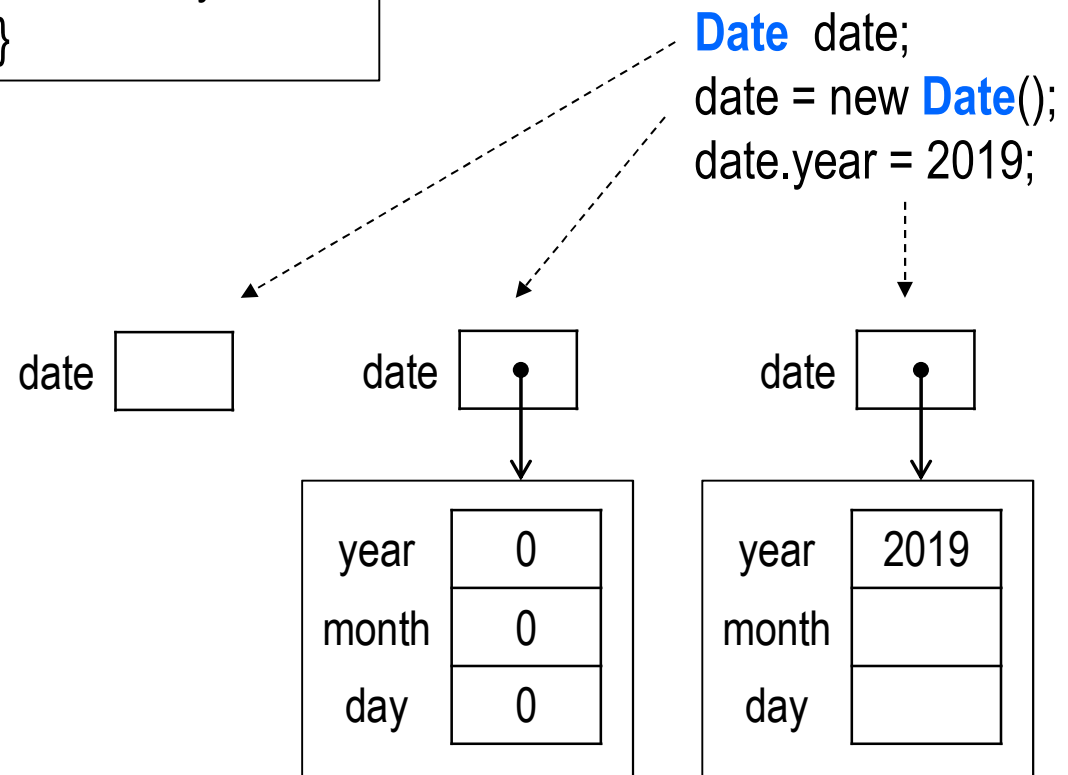 }
Date date;
date = new Date();
date.year = 2019;
date
date
date
year 0
month 0
day 0
year 2019
month
day